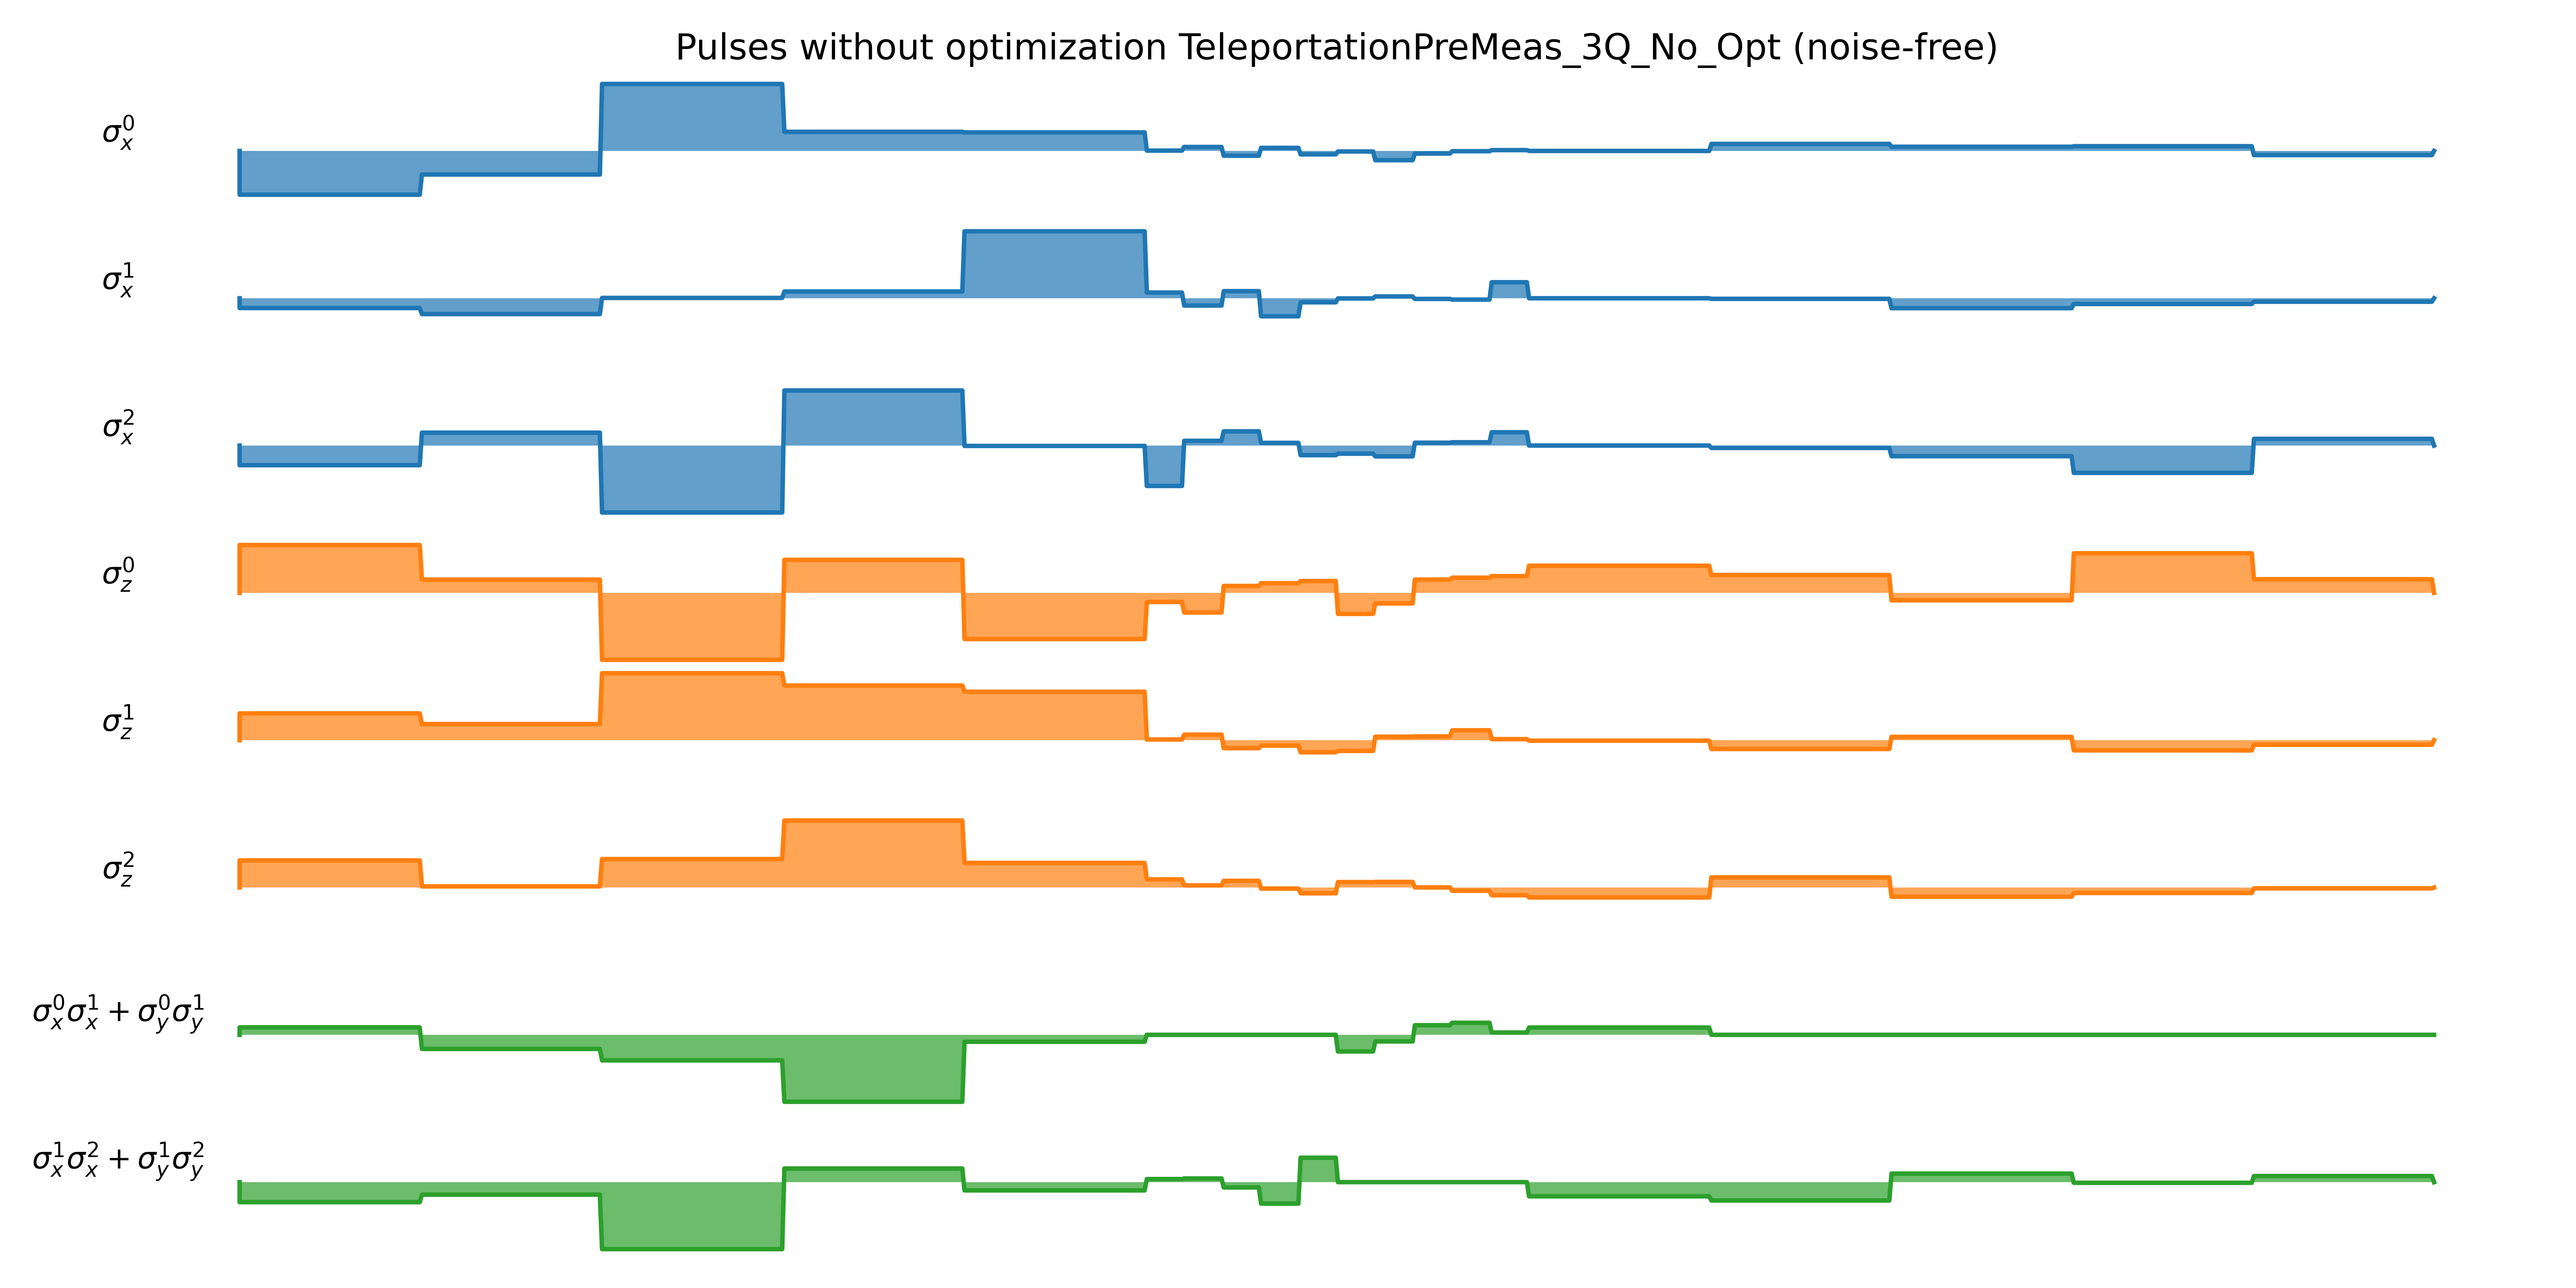 Pulses without optimization TeleportationPreMeas_3Q_No_Opt (noise-free)
σ_x^0
σ_x^1
σ_x^2
σ_z^0
σ_z^1
σ_z^2
σ_x^0σ_x^1 + σ_y^0σ_y^1
σ_x^1σ_x^2 + σ_y^1σ_y^2